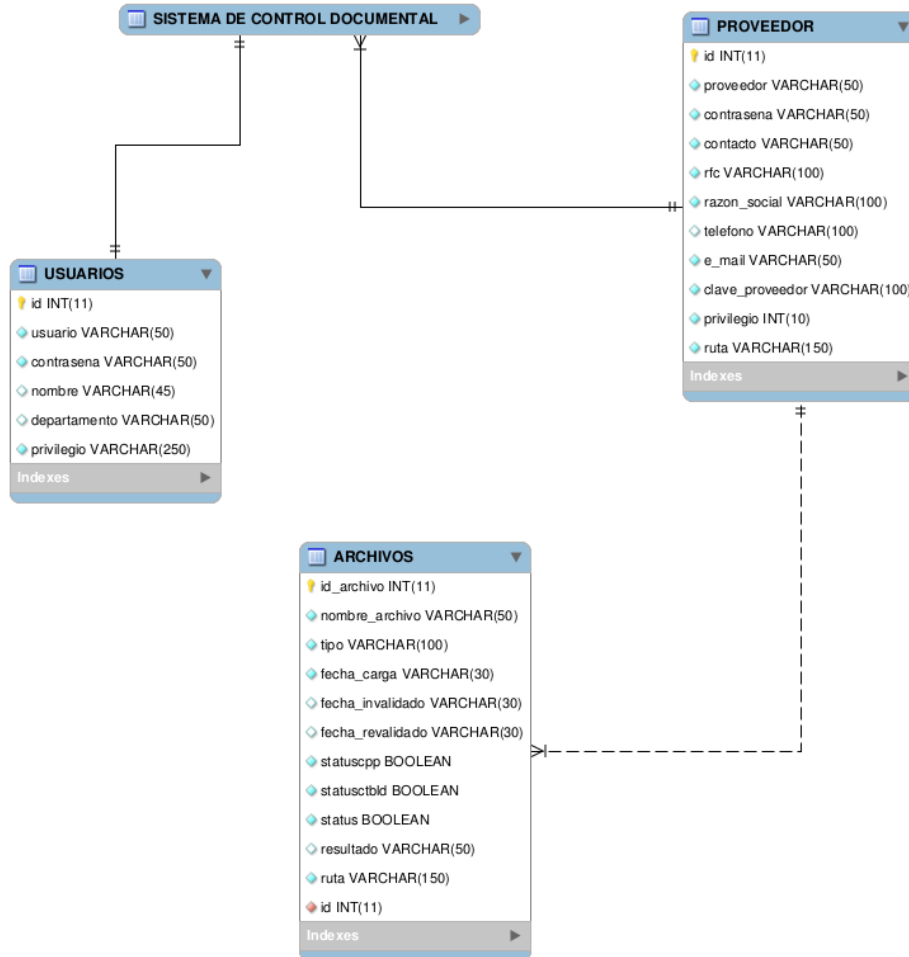 SISTEMA DE CONTROL DOCUMENTAL
PROVEEDOR
id INT(11)
proveedor VARCHAR(50)
contrasena VARCHAR(50)
contacto VARCHAR(50)
rfc VARCHAR(100)
razon_social VARCHAR(100)
telefono VARCHAR(100)
e_mail VARCHAR(50)
clave_proveedor VARCHAR(100)
privilegio INT(10)
ruta VARCHAR(150)
Indexes
USUARIOS
id INT(11)
usuario VARCHAR(50)
contrasena VARCHAR(50)
nombre VARCHAR(45)
departamento VARCHAR(50)
privilegio VARCHAR(250)
Indexes
ARCHIVOS
id_archivo INT(11)
nombre_archivo VARCHAR(50)
tipo VARCHAR(100)
fecha_carga VARCHAR(30)
fecha_invalidado VARCHAR(30)
fecha_revalidado VARCHAR(30)
statuscpp BOOLEAN
statusctbld BOOLEAN
status BOOLEAN
resultado VARCHAR(50)
ruta VARCHAR(150)
id INT(11)
Indexes